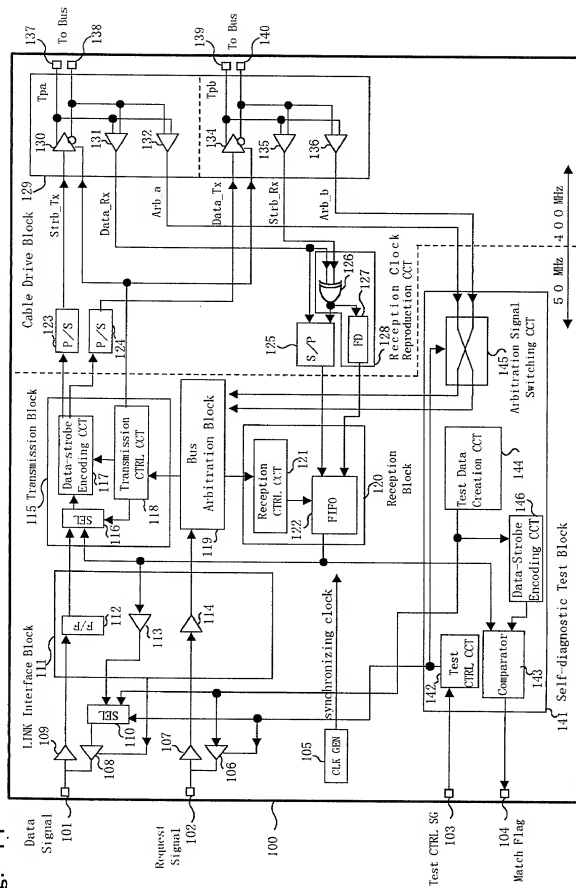 137
To Bus
138
139
To Bus
140
Tpa
Tpb
130
131
132
134
135
136
129
Cable Drive Block
Strb_Tx
Data_Rx
Arb_a
Data_Tx
Strb_Rx
Arb_b
400 MHz
50 MHz
123
P/S
P/S
124
125
S/P
126
127
FD
128
Reception Clock
Reproduction CCT
145
Arbitration Signal
Switching CCT
115 Transmission Block
Data-strobe
Encoding CCT
117
SEL
116
Transmission
CTRL CCT
118
Bus
Arbitration Block
119
Reception
CTRL CCT
121
FIFO
122
120
Reception
Block
Test Data
Creation CCT
144
146
Data-Strobe
Encoding CCT
LINK Interface Block
111
F/F
112
113
114
synchronizing clock
142
Test
CTRL CCT
Comparator
143
141 Self-diagnostic Test Block
109
108
SEL
110
107
106
105
CLK GEN
100
Data
Signal
101
Request
Signal
102
Test CTRL SG
103
104
Match Flag